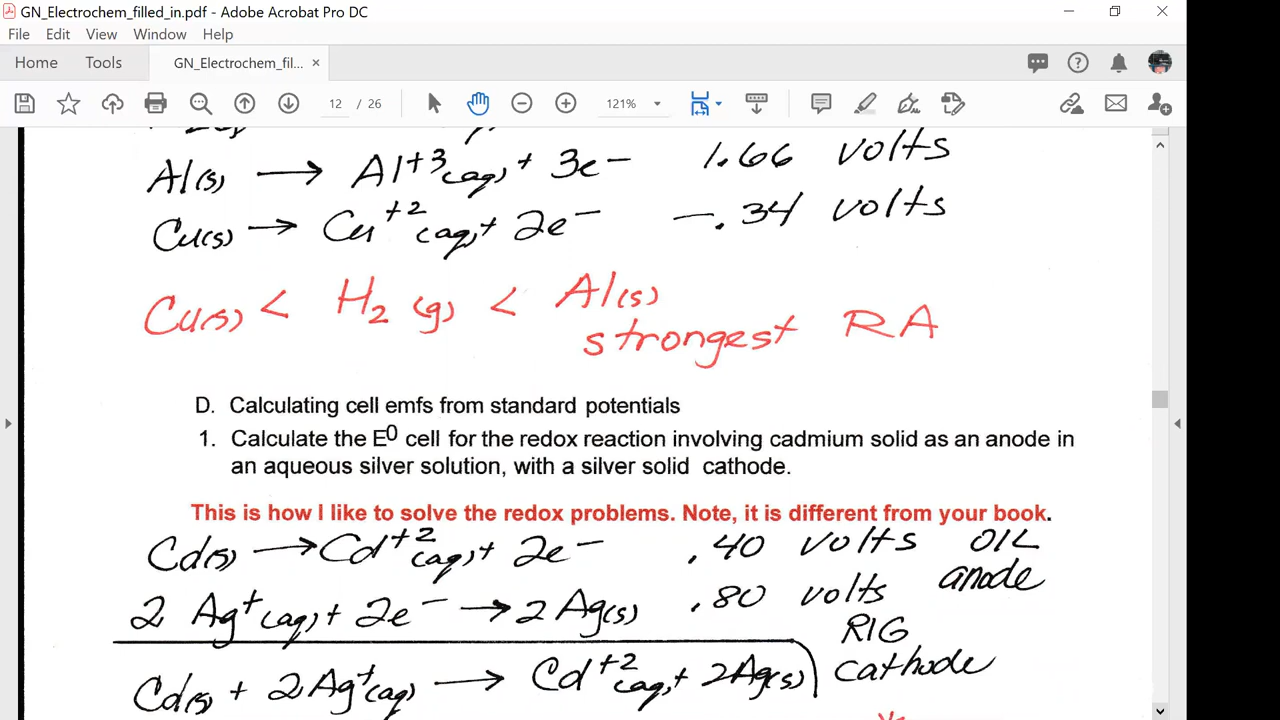 GN_Electrochem_filled_in.pdf - Adobe Acrobat Pro DC
File Edit View Window Help
Home Tools GN_Electrochem_fil... ×
12 / 26 121%
Al(s) → Al+3(aq) + 3e− 1.66 volts
Cu(s) → Cu+2(aq) + 2e− −.34 volts
Cu(s) < H2(g) < Al(s)
strongest RA
D. Calculating cell emfs from standard potentials
1. Calculate the E0 cell for the redox reaction involving cadmium solid as an anode in
an aqueous silver solution, with a silver solid cathode.
This is how I like to solve the redox problems. Note, it is different from your book.
Cd(s) → Cd+2(aq) + 2e− .40 volts OIL
anode
2 Ag+(aq) + 2e− → 2 Ag(s) .80 volts
RIG
cathode
Cd(s) + 2Ag+(aq) → Cd+2(aq) + 2Ag(s)